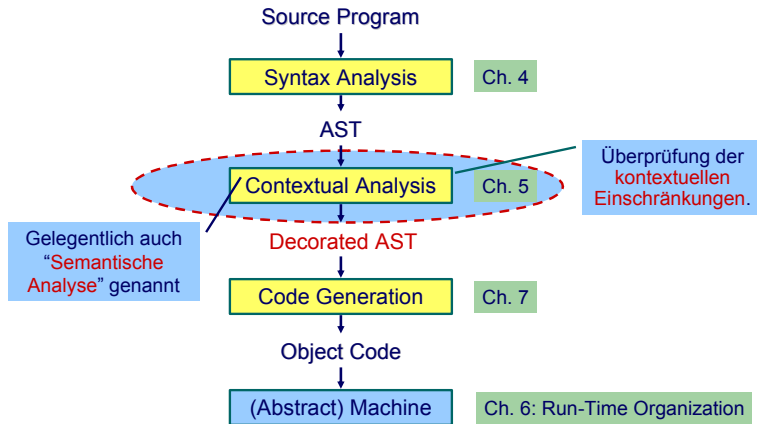 Source Program
Syntax Analysis
Ch. 4
AST
Überprüfung der
kontextuellen
Einschränkungen.
Contextual Analysis
Ch. 5
Gelegentlich auch
“Semantische
Analyse” genannt
Decorated AST
Code Generation
Ch. 7
Object Code
(Abstract) Machine
Ch. 6: Run-Time Organization